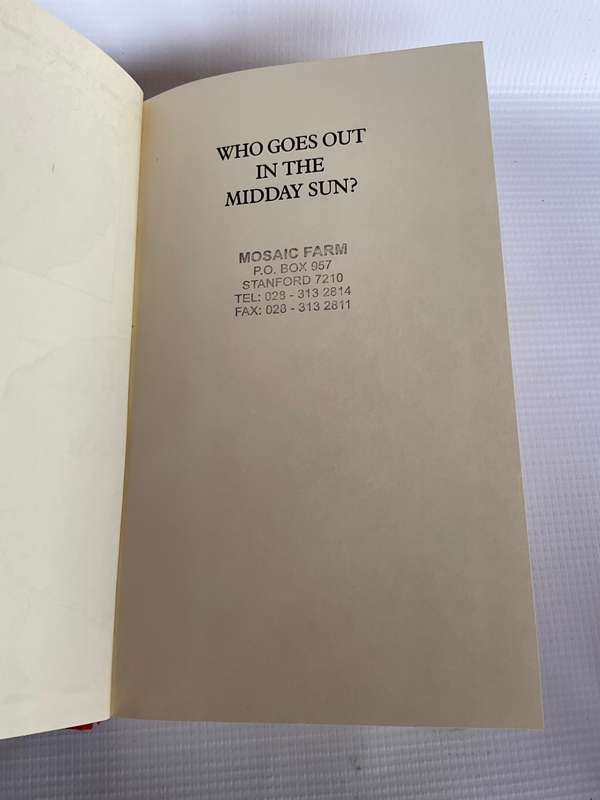 WHO GOES OUT
IN THE
MIDDAY SUN?
MOSAIC FARM
P.O. BOX 957
STANFORD 7210
TEL: 028 - 313 2814
FAX: 028 - 313 2811